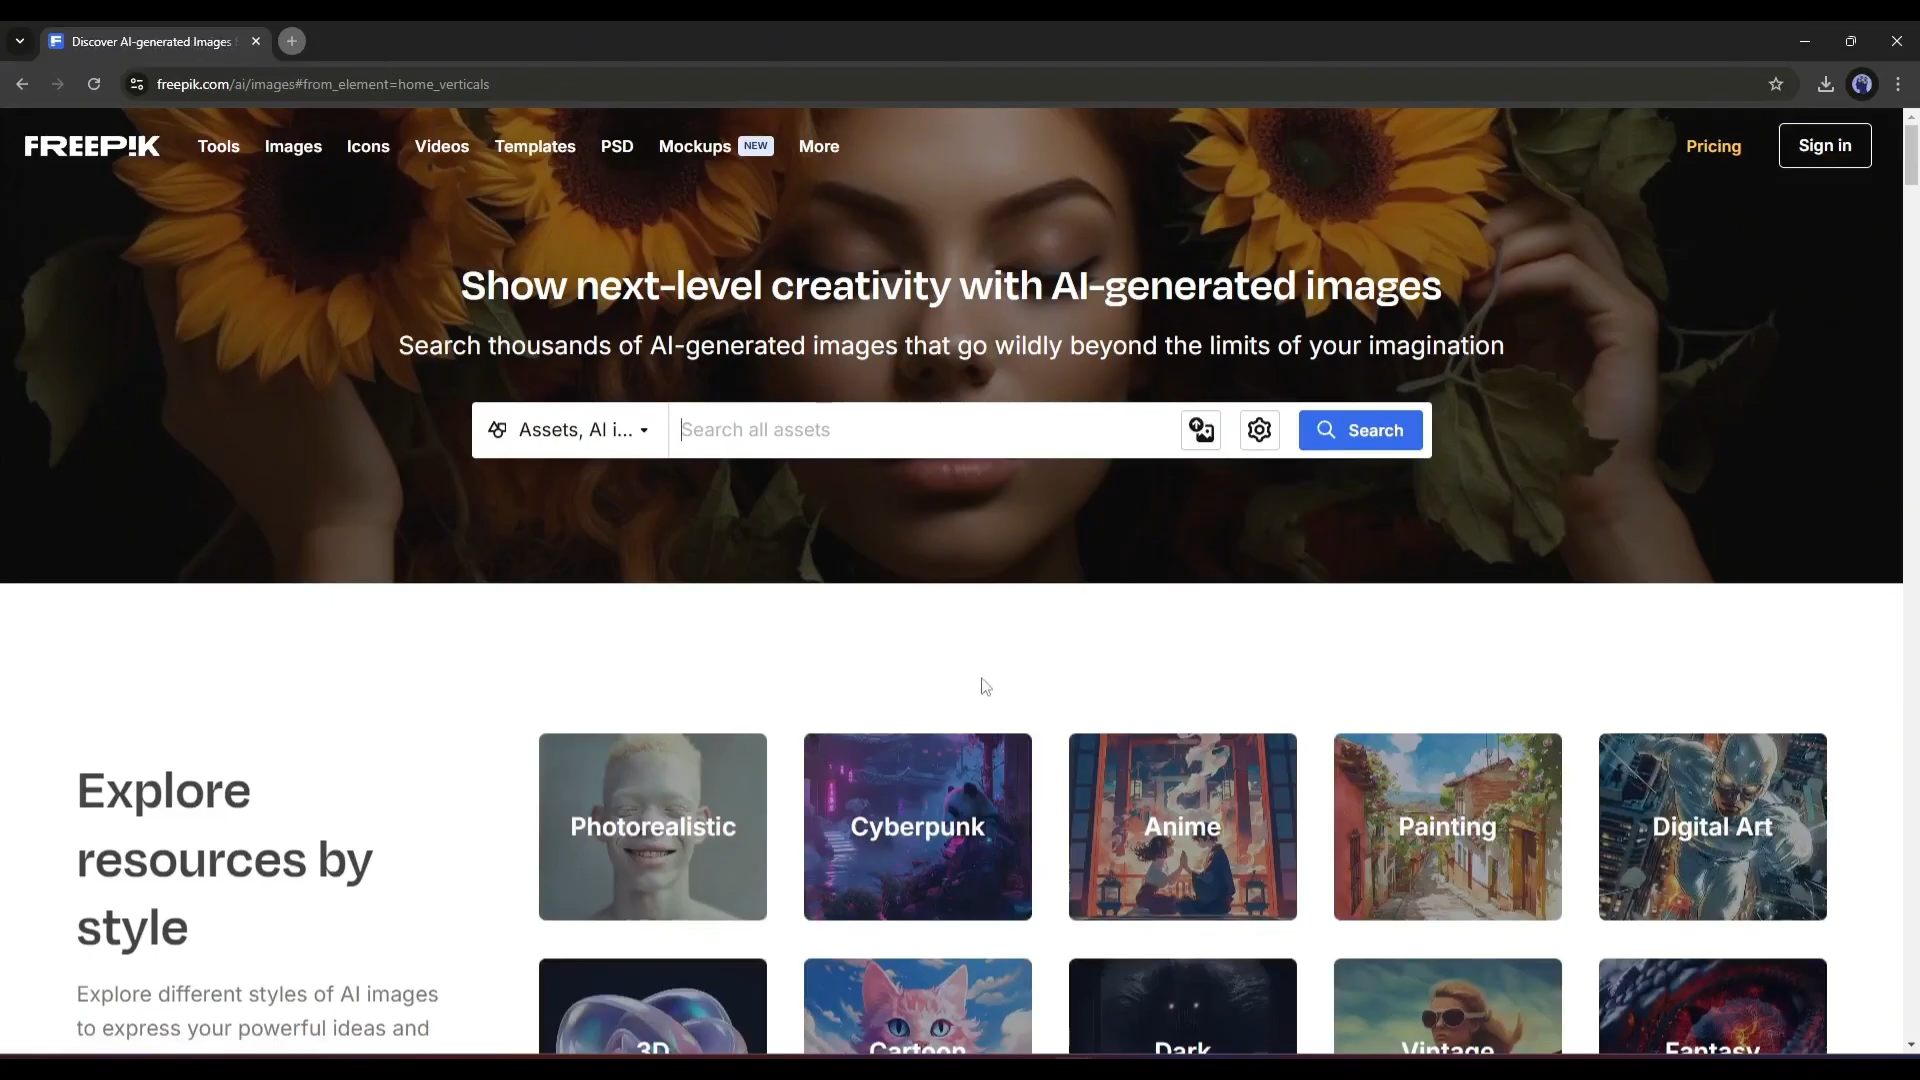 Discover AI-generated Images
freepik.com/ai/images#from_element=home_verticals
FREEP!K
Tools
Images
Icons
Videos
Templates
PSD
Mockups NEW
More
Pricing
Sign in
Show next-level creativity with AI-generated images
Search thousands of AI-generated images that go wildly beyond the limits of your imagination
Assets, AI i...
Search all assets
Search
Explore
resources by
style
Explore different styles of AI images
to express your powerful ideas and
Photorealistic
Cyberpunk
Anime
Painting
Digital Art
3D
Cartoon
Dark
Vintage
Fantasy